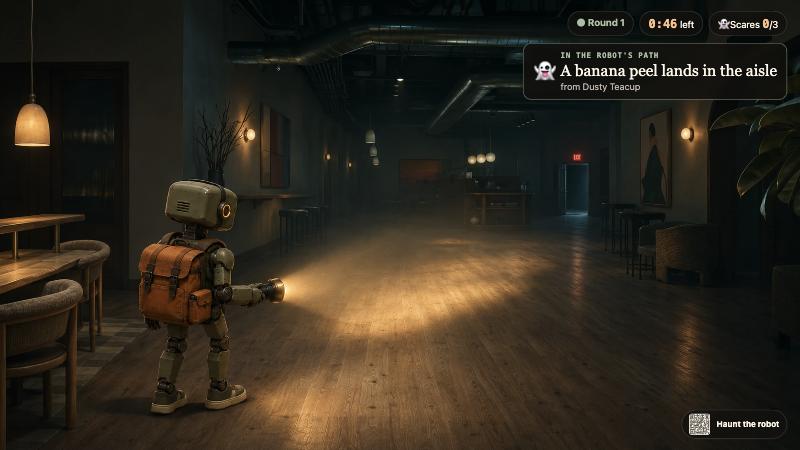 Round 1
0:46 left
Scares 0/3
IN THE ROBOT'S PATH
A banana peel lands in the aisle
from Dusty Teacup
EXIT
Haunt the robot